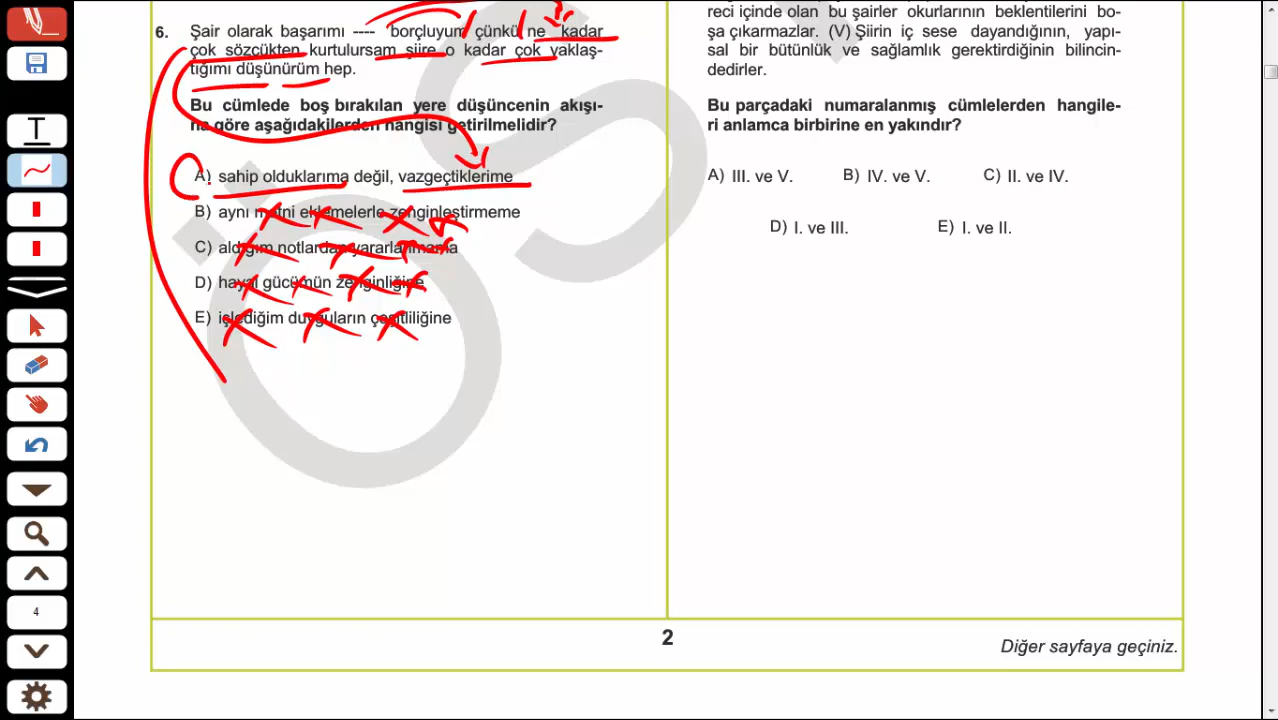 6. Şair olarak başarımı ---- borçluyum çünkü ne kadar
çok sözcükten kurtulursam şiire o kadar çok yaklaş-
tığımı düşünürüm hep.
Bu cümlede boş bırakılan yere düşüncenin akışı-
na göre aşağıdakilerden hangisi getirilmelidir?
A) sahip olduklarıma değil, vazgeçtiklerime
B) aynı metni eklemelerle zenginleştirmeme
C) aldığım notlardan yararlanmama
D) hayal gücümün zenginliğine
E) işlediğim duyguların çeşitliliğine
reci içinde olan bu şairler okurlarının beklentilerini bo-
şa çıkarmazlar. (V) Şiirin iç sese dayandığının, yapı-
sal bir bütünlük ve sağlamlık gerektirdiğinin bilincin-
dedirler.
Bu parçadaki numaralanmış cümlelerden hangile-
ri anlamca birbirine en yakındır?
A) III. ve V. B) IV. ve V. C) II. ve IV.
D) I. ve III. E) I. ve II.
2
Diğer sayfaya geçiniz.
T
4